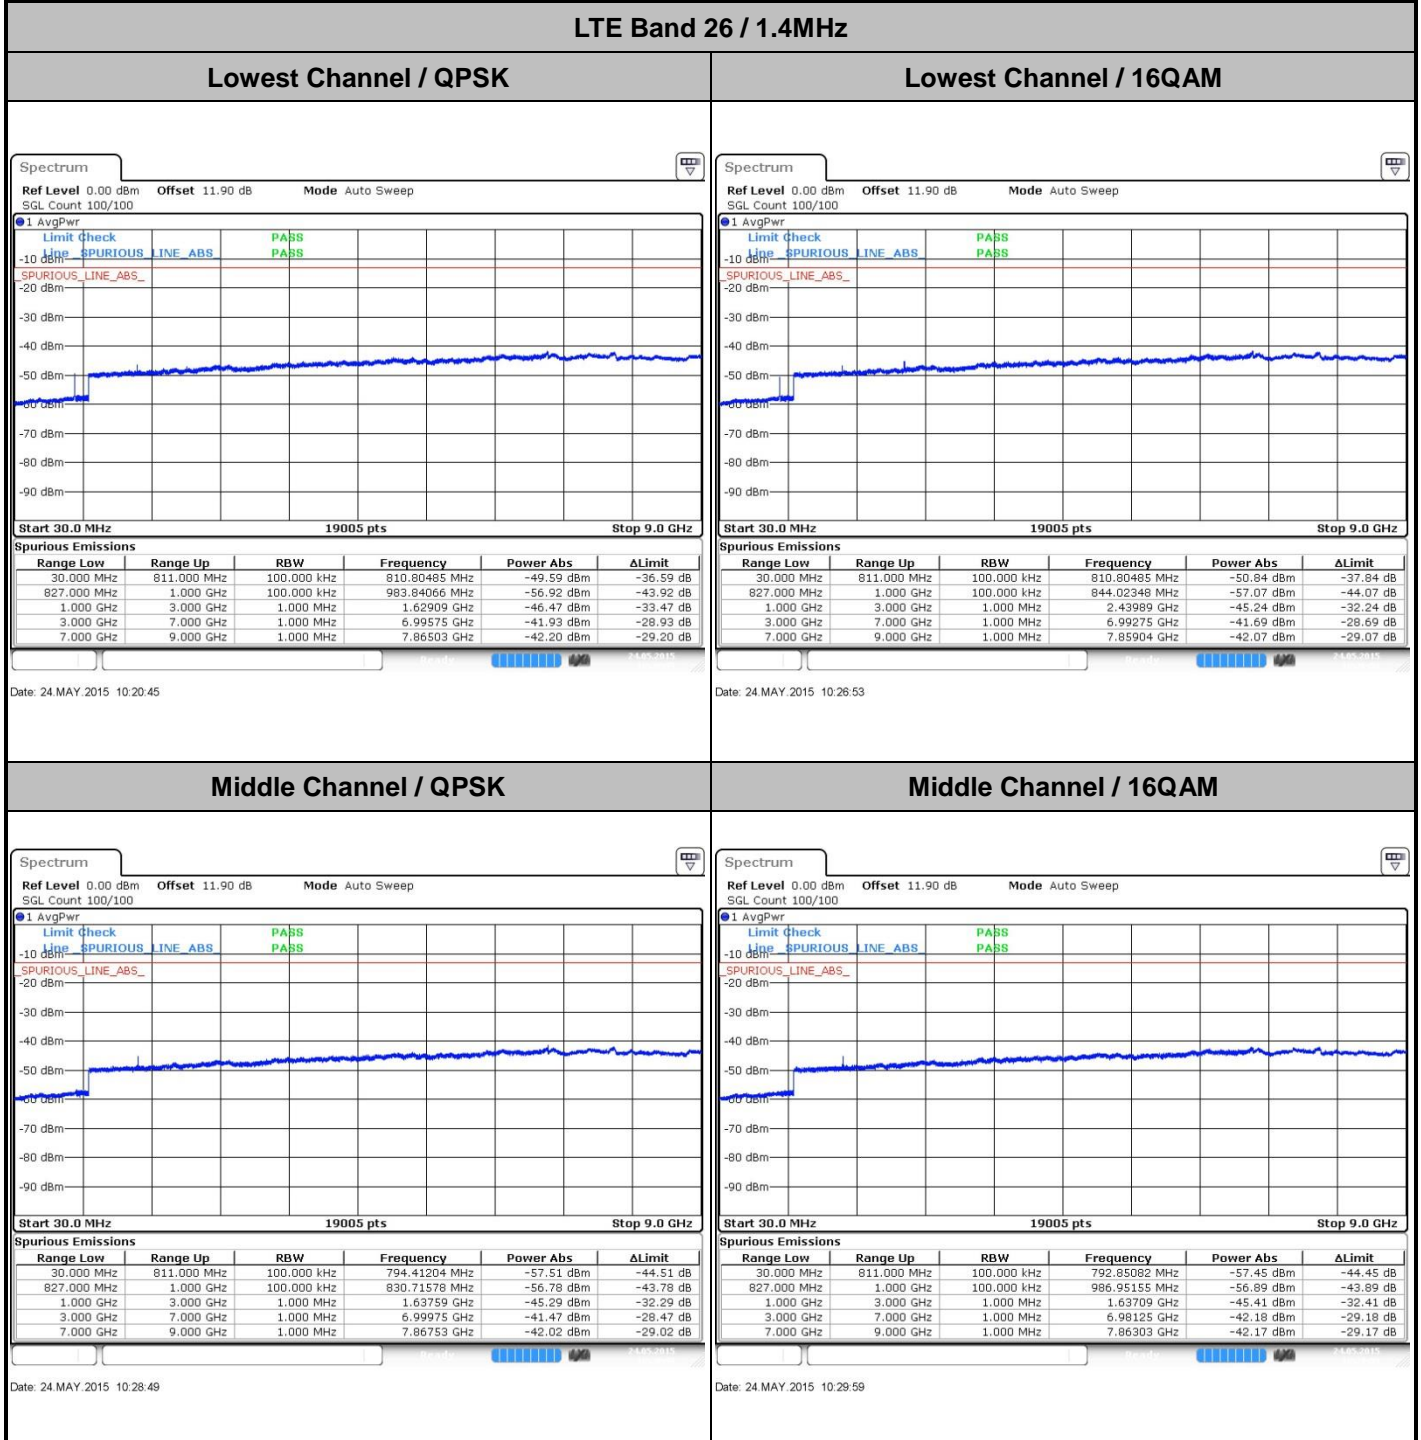 LTE Band 26 / 1.4MHz
Lowest Channel / QPSK
Lowest Channel / 16QAM
Spectrum
Ref Level 0.00 dBm Offset 11.90 dB Mode Auto Sweep
SGL Count 100/100
1 AvgPwr
Limit Check PASS
Line _SPURIOUS_LINE_ABS_ PASS
-10 dBm
_SPURIOUS_LINE_ABS_
-20 dBm
-30 dBm
-40 dBm
-50 dBm
-60 dBm
-70 dBm
-80 dBm
-90 dBm
Start 30.0 MHz 19005 pts Stop 9.0 GHz
Spurious Emissions
Range Low Range Up RBW Frequency Power Abs ΔLimit
30.000 MHz 811.000 MHz 100.000 kHz 810.80485 MHz -49.59 dBm -36.59 dB
827.000 MHz 1.000 GHz 100.000 kHz 983.84066 MHz -56.92 dBm -43.92 dB
1.000 GHz 3.000 GHz 1.000 MHz 1.62909 GHz -46.47 dBm -33.47 dB
3.000 GHz 7.000 GHz 1.000 MHz 6.99575 GHz -41.93 dBm -28.93 dB
7.000 GHz 9.000 GHz 1.000 MHz 7.86503 GHz -42.20 dBm -29.20 dB
Ready 24.05.2015
Date: 24.MAY.2015 10:20:45
Spectrum
Ref Level 0.00 dBm Offset 11.90 dB Mode Auto Sweep
SGL Count 100/100
1 AvgPwr
Limit Check PASS
Line _SPURIOUS_LINE_ABS_ PASS
-10 dBm
_SPURIOUS_LINE_ABS_
-20 dBm
-30 dBm
-40 dBm
-50 dBm
-60 dBm
-70 dBm
-80 dBm
-90 dBm
Start 30.0 MHz 19005 pts Stop 9.0 GHz
Spurious Emissions
Range Low Range Up RBW Frequency Power Abs ΔLimit
30.000 MHz 811.000 MHz 100.000 kHz 810.80485 MHz -50.84 dBm -37.84 dB
827.000 MHz 1.000 GHz 100.000 kHz 844.02348 MHz -57.07 dBm -44.07 dB
1.000 GHz 3.000 GHz 1.000 MHz 2.43989 GHz -45.24 dBm -32.24 dB
3.000 GHz 7.000 GHz 1.000 MHz 6.99275 GHz -41.69 dBm -28.69 dB
7.000 GHz 9.000 GHz 1.000 MHz 7.85904 GHz -42.07 dBm -29.07 dB
Ready 24.05.2015
Date: 24.MAY.2015 10:26:53
Middle Channel / QPSK
Middle Channel / 16QAM
Spectrum
Ref Level 0.00 dBm Offset 11.90 dB Mode Auto Sweep
SGL Count 100/100
1 AvgPwr
Limit Check PASS
Line _SPURIOUS_LINE_ABS_ PASS
-10 dBm
_SPURIOUS_LINE_ABS_
-20 dBm
-30 dBm
-40 dBm
-50 dBm
-60 dBm
-70 dBm
-80 dBm
-90 dBm
Start 30.0 MHz 19005 pts Stop 9.0 GHz
Spurious Emissions
Range Low Range Up RBW Frequency Power Abs ΔLimit
30.000 MHz 811.000 MHz 100.000 kHz 794.41204 MHz -57.51 dBm -44.51 dB
827.000 MHz 1.000 GHz 100.000 kHz 830.71578 MHz -56.78 dBm -43.78 dB
1.000 GHz 3.000 GHz 1.000 MHz 1.63759 GHz -45.29 dBm -32.29 dB
3.000 GHz 7.000 GHz 1.000 MHz 6.99975 GHz -41.47 dBm -28.47 dB
7.000 GHz 9.000 GHz 1.000 MHz 7.86753 GHz -42.02 dBm -29.02 dB
Ready 24.05.2015
Date: 24.MAY.2015 10:28:49
Spectrum
Ref Level 0.00 dBm Offset 11.90 dB Mode Auto Sweep
SGL Count 100/100
1 AvgPwr
Limit Check PASS
Line _SPURIOUS_LINE_ABS_ PASS
-10 dBm
_SPURIOUS_LINE_ABS_
-20 dBm
-30 dBm
-40 dBm
-50 dBm
-60 dBm
-70 dBm
-80 dBm
-90 dBm
Start 30.0 MHz 19005 pts Stop 9.0 GHz
Spurious Emissions
Range Low Range Up RBW Frequency Power Abs ΔLimit
30.000 MHz 811.000 MHz 100.000 kHz 792.85082 MHz -57.45 dBm -44.45 dB
827.000 MHz 1.000 GHz 100.000 kHz 986.95155 MHz -56.89 dBm -43.89 dB
1.000 GHz 3.000 GHz 1.000 MHz 1.63709 GHz -45.41 dBm -32.41 dB
3.000 GHz 7.000 GHz 1.000 MHz 6.98125 GHz -42.18 dBm -29.18 dB
7.000 GHz 9.000 GHz 1.000 MHz 7.86303 GHz -42.17 dBm -29.17 dB
Ready 24.05.2015
Date: 24.MAY.2015 10:29:59